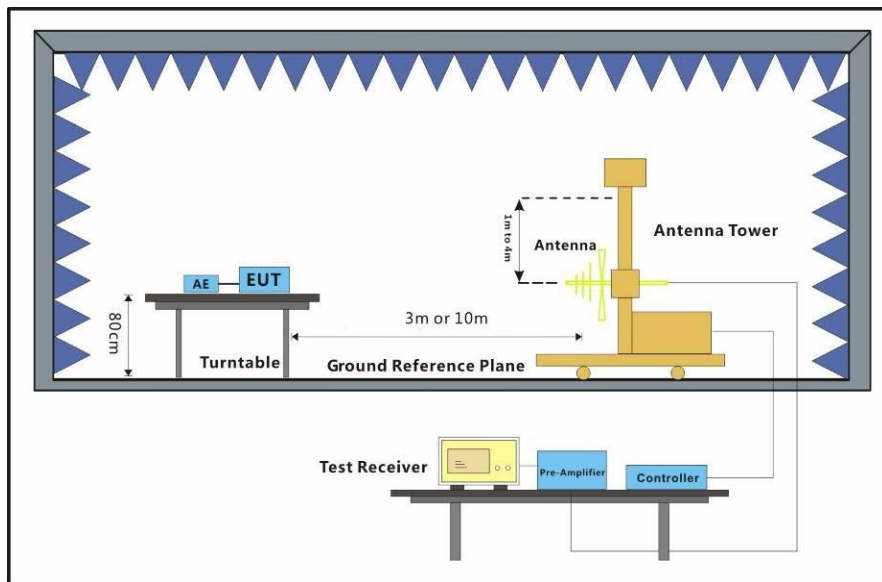 1m to 4m
Antenna
Antenna Tower
AE
EUT
80cm
3m or 10m
Turntable
Ground Reference Plane
Test Receiver
Pre-Amplifier
Controller